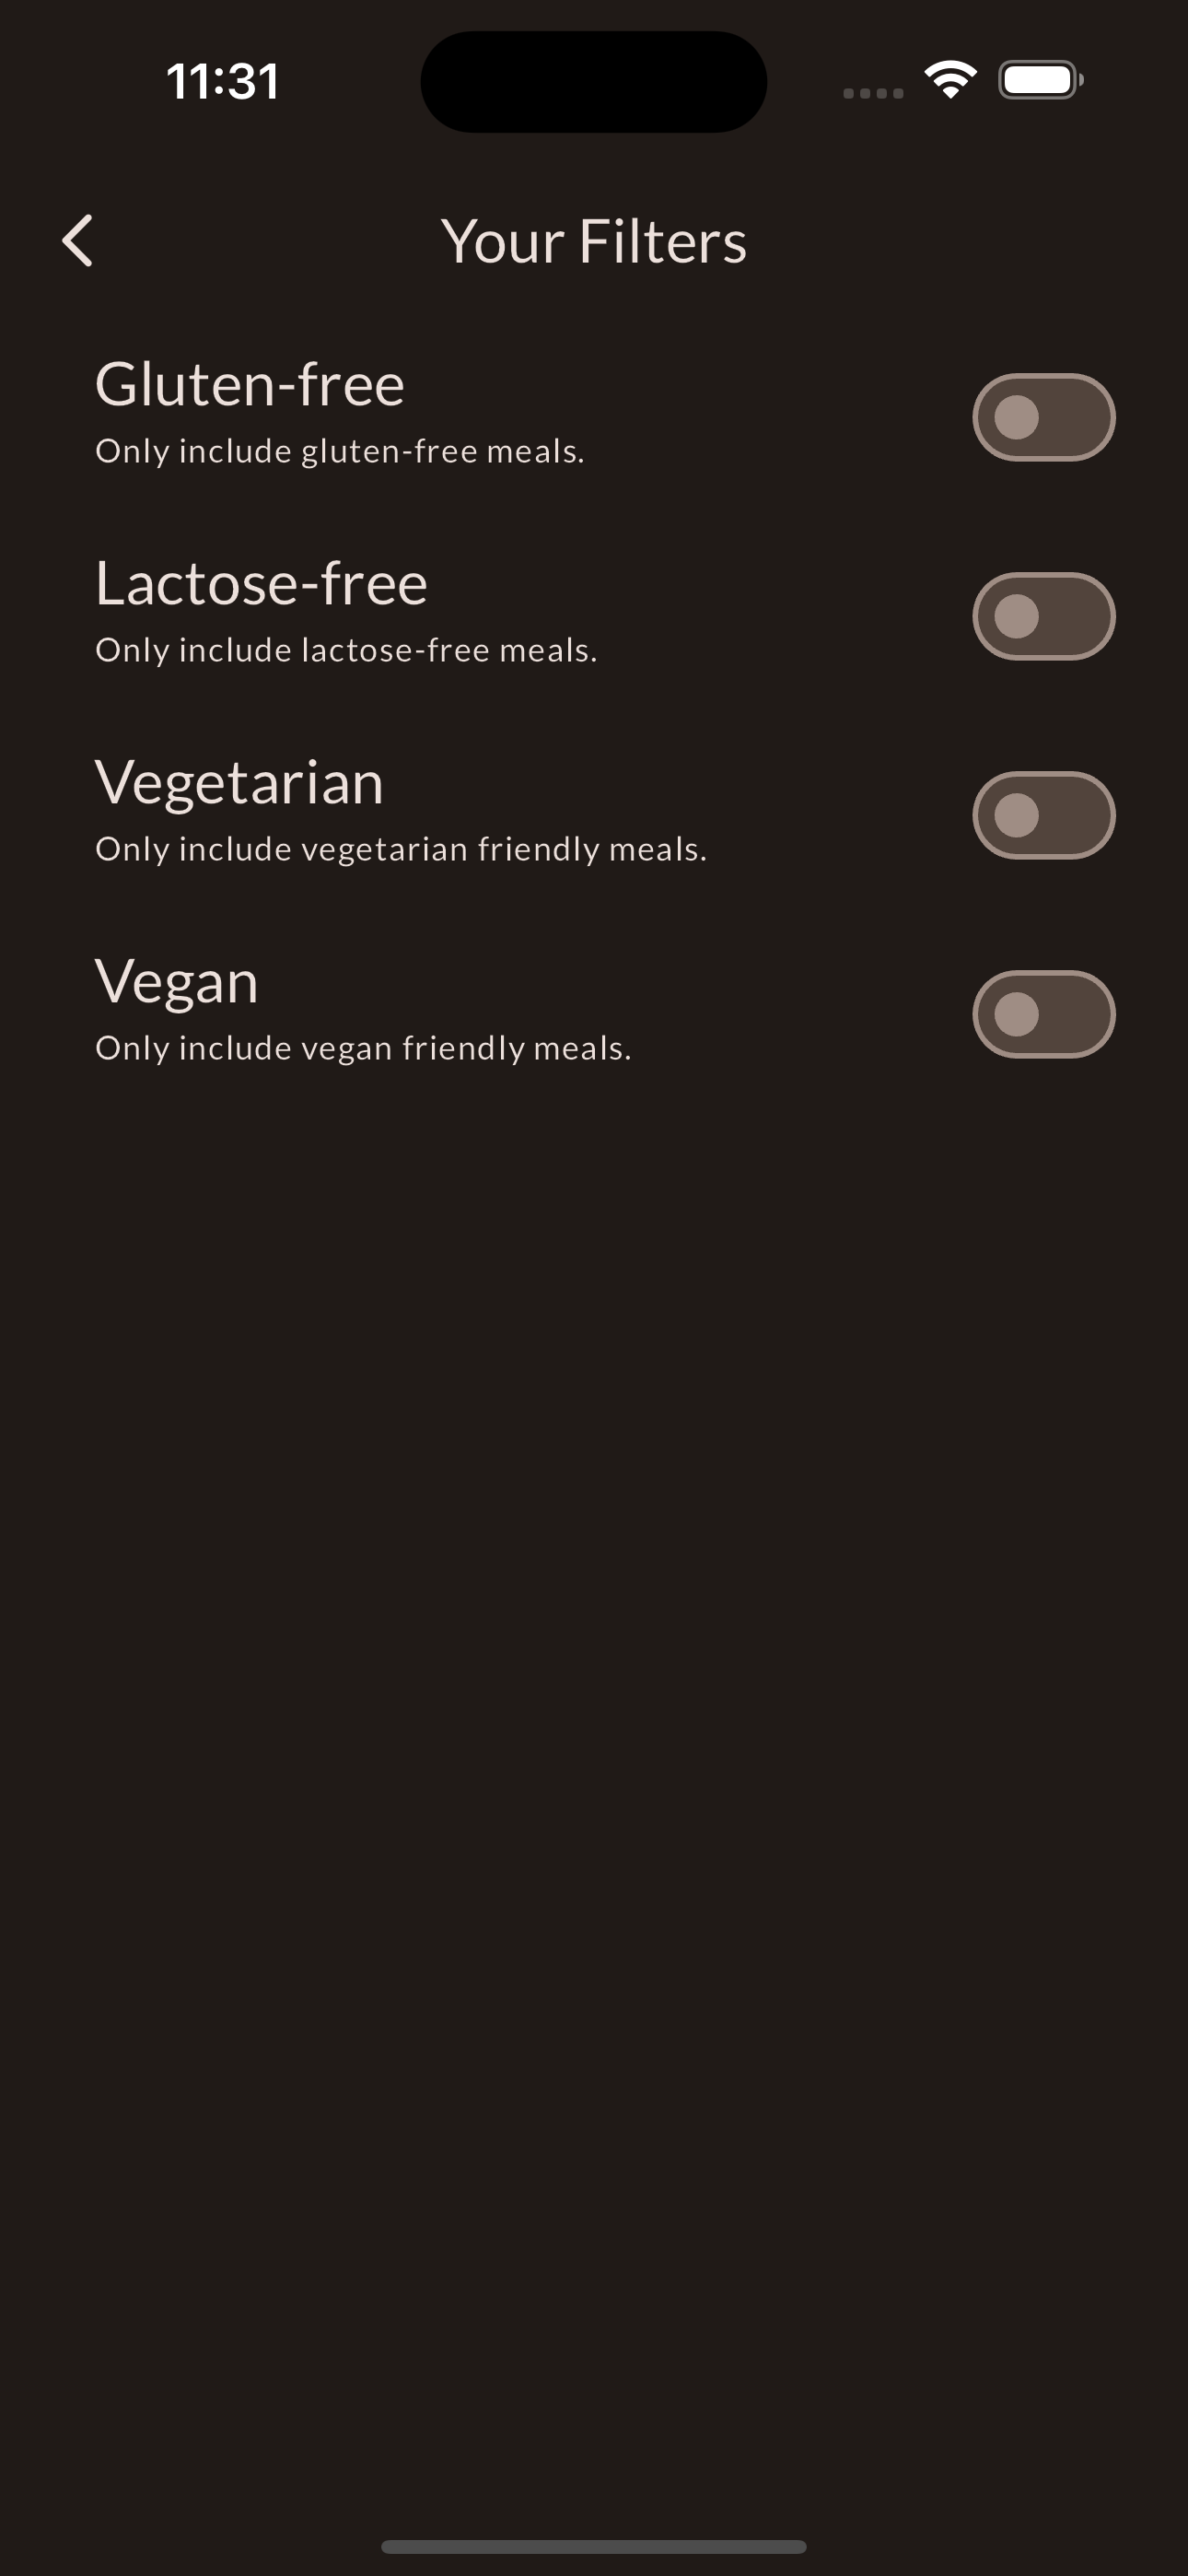 11:31
Your Filters
Gluten-free
Only include gluten-free meals.
Lactose-free
Only include lactose-free meals.
Vegetarian
Only include vegetarian friendly meals.
Vegan
Only include vegan friendly meals.